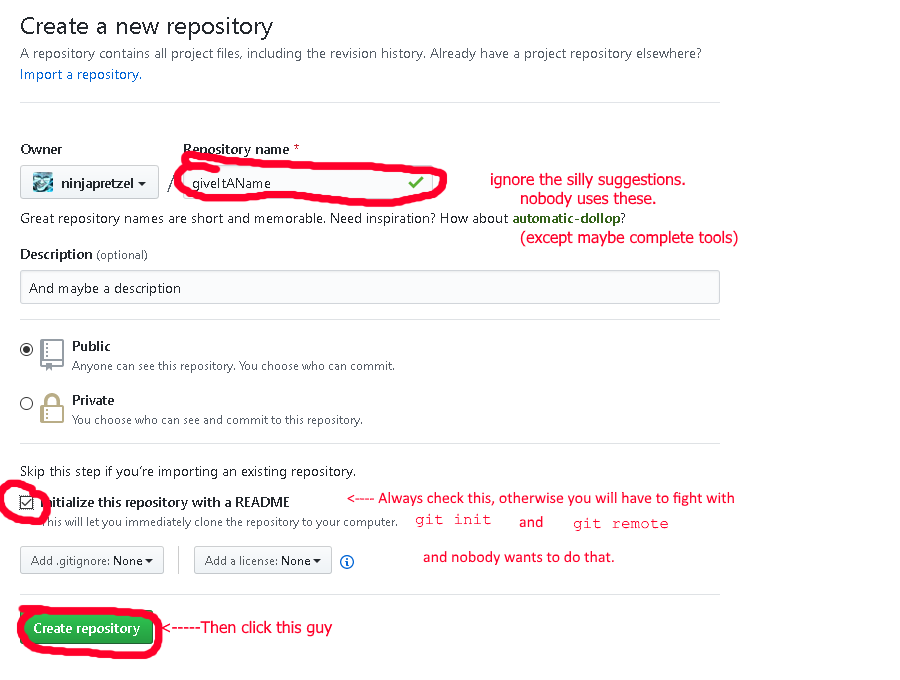 Create a new repository
A repository contains all project files, including the revision history. Already have a project repository elsewhere?
Import a repository.
Owner
Repository name *
ninjapretzel
/
giveItAName
ignore the silly suggestions.
nobody uses these.
Great repository names are short and memorable. Need inspiration? How about automatic-dollop?
(except maybe complete tools)
Description (optional)
And maybe a description
Public
Anyone can see this repository. You choose who can commit.
Private
You choose who can see and commit to this repository.
Skip this step if you're importing an existing repository.
Initialize this repository with a README
<---- Always check this, otherwise you will have to fight with
This will let you immediately clone the repository to your computer.
git init and git remote
Add .gitignore: None
Add a license: None
and nobody wants to do that.
Create repository
<-----Then click this guy